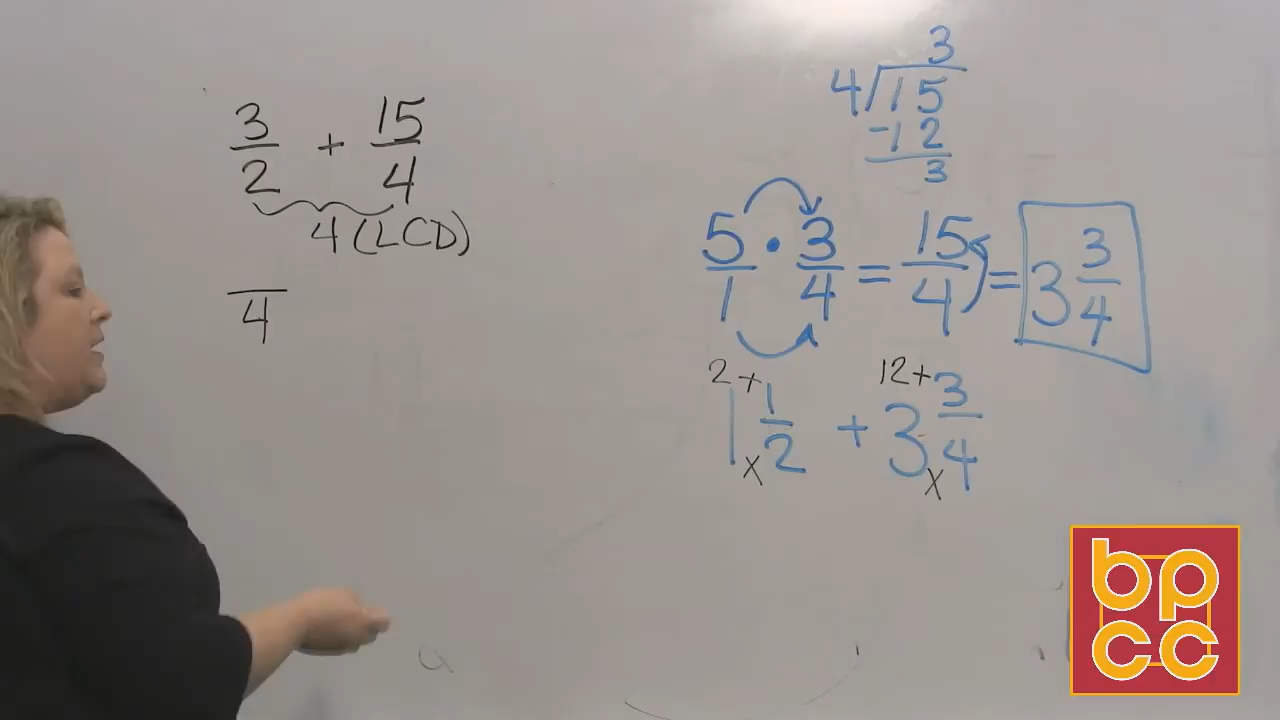 3/2 + 15/4
4 (LCD)
/4
3
4√15
-12
3
5/1 · 3/4 = 15/4 = 3 3/4
2 + 12 +
1 1/2 + 3 3/4
x x
bp
cc